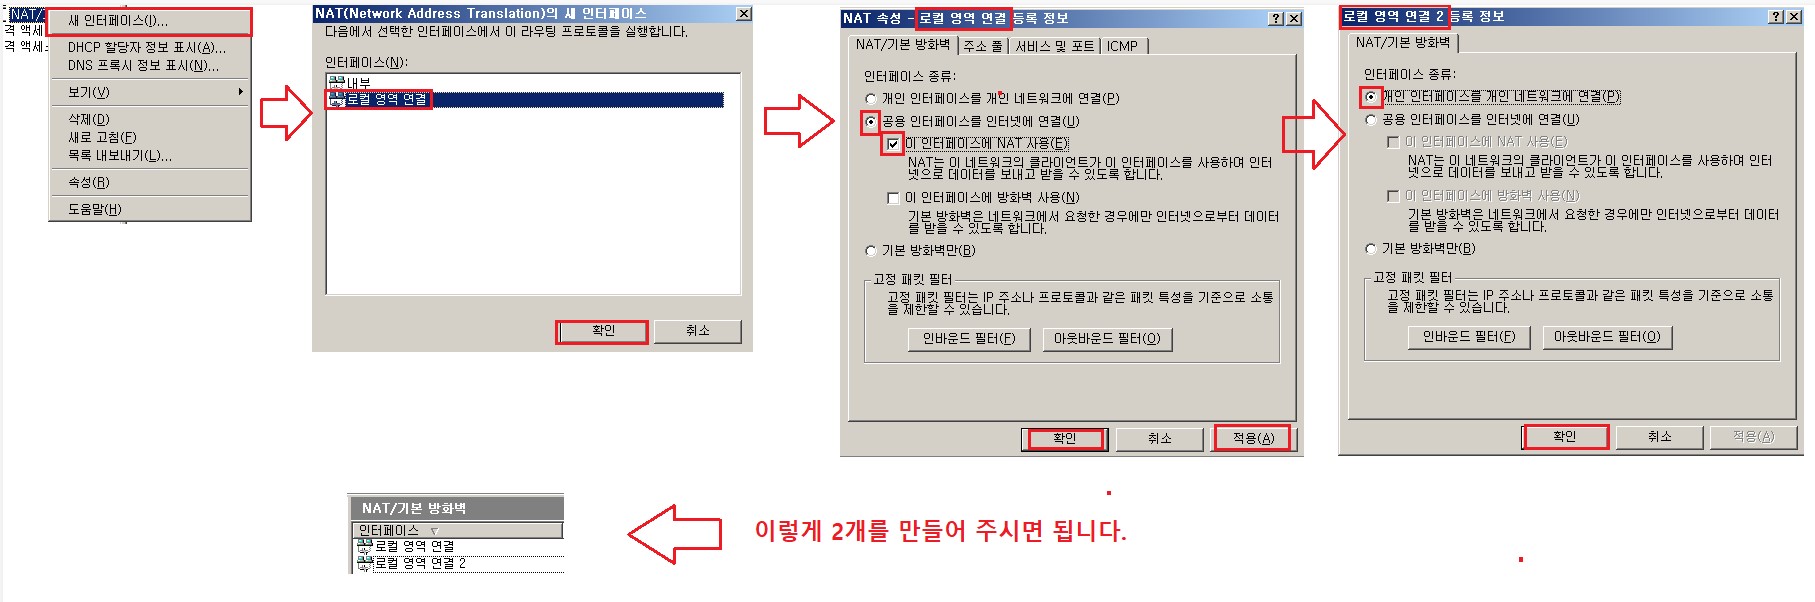 NAT/
격 액세
격 액세스
새 인터페이스(I)...
DHCP 할당자 정보 표시(A)...
DNS 프록시 정보 표시(N)...
보기(V)
삭제(D)
새로 고침(F)
목록 내보내기(L)...
속성(R)
도움말(H)
NAT(Network Address Translation)의 새 인터페이스
다음에서 선택한 인터페이스에서 이 라우팅 프로토콜을 실행합니다.
인터페이스(N):
내부
로컬 영역 연결
확인
취소
NAT 속성 - 로컬 영역 연결 등록 정보
NAT/기본 방화벽
주소 풀
서비스 및 포트
ICMP
인터페이스 종류:
개인 인터페이스를 개인 네트워크에 연결(P)
공용 인터페이스를 인터넷에 연결(U)
이 인터페이스에 NAT 사용(E)
NAT는 이 네트워크의 클라이언트가 이 인터페이스를 사용하여 인터
넷으로 데이터를 보내고 받을 수 있도록 합니다.
이 인터페이스에 방화벽 사용(N)
기본 방화벽은 네트워크에서 요청한 경우에만 인터넷으로부터 데이터
를 받을 수 있도록 합니다.
기본 방화벽만(B)
고정 패킷 필터
고정 패킷 필터는 IP 주소나 프로토콜과 같은 패킷 특성을 기준으로 소통
을 제한할 수 있습니다.
인바운드 필터(F)
아웃바운드 필터(O)
확인
취소
적용(A)
로컬 영역 연결 2 등록 정보
NAT/기본 방화벽
인터페이스 종류:
개인 인터페이스를 개인 네트워크에 연결(P)
공용 인터페이스를 인터넷에 연결(U)
이 인터페이스에 NAT 사용(E)
NAT는 이 네트워크의 클라이언트가 이 인터페이스를 사용하여 인터
넷으로 데이터를 보내고 받을 수 있도록 합니다.
이 인터페이스에 방화벽 사용(N)
기본 방화벽은 네트워크에서 요청한 경우에만 인터넷으로부터 데이터
를 받을 수 있도록 합니다.
기본 방화벽만(B)
고정 패킷 필터
고정 패킷 필터는 IP 주소나 프로토콜과 같은 패킷 특성을 기준으로 소통
을 제한할 수 있습니다.
인바운드 필터(F)
아웃바운드 필터(O)
확인
취소
적용(A)
NAT/기본 방화벽
인터페이스
로컬 영역 연결
로컬 영역 연결 2
이렇게 2개를 만들어 주시면 됩니다.